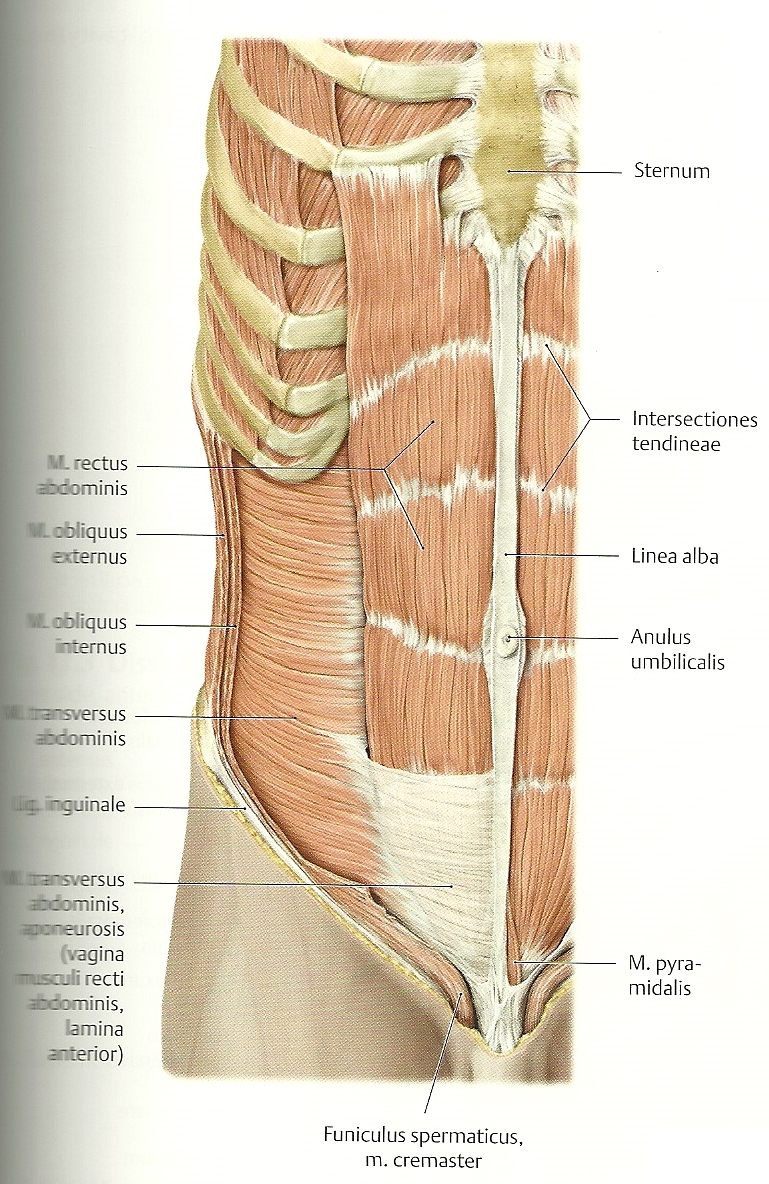 Sternum
Intersectiones
tendineae
M. rectus
abdominis
M. obliquus
externus
Linea alba
M. obliquus
internus
Anulus
umbilicalis
M. transversus
abdominis
Lig. inguinale
M. transversus
abdominis,
aponeurosis
(vagina
musculi recti
abdominis,
lamina
anterior)
M. pyra-
midalis
Funiculus spermaticus,
m. cremaster